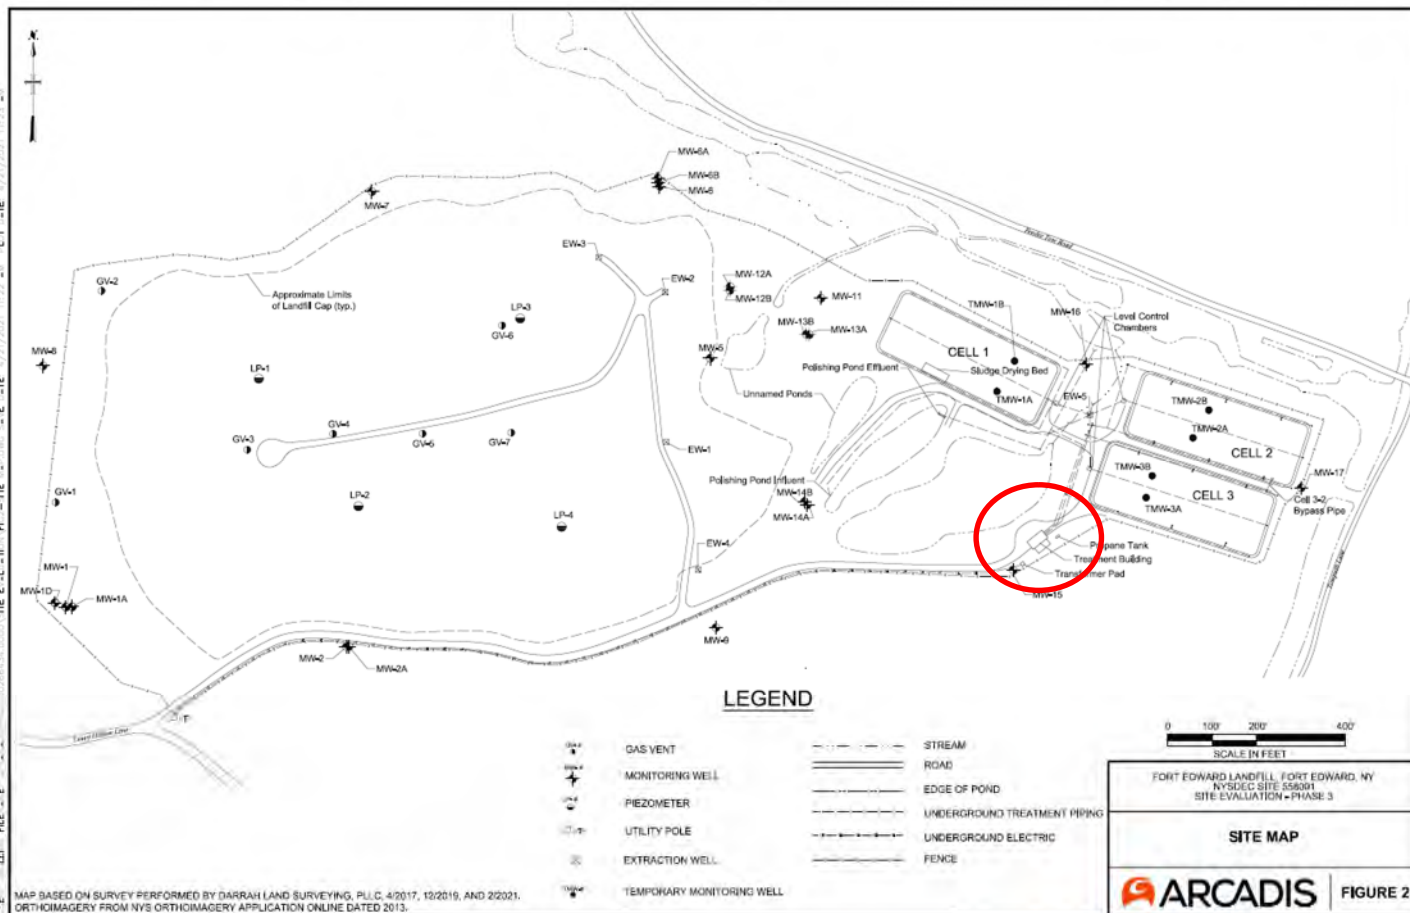 N
MW-6A
MW-6B
MW-6
MW-7
EW-3
GV-2
EW-2
MW-12A
MW-12B
MW-11
Approximate Limits
of Landfill Cap (typ.)
LP-3
GV-6
MW-13B
MW-13A
TMW-1B
MW-16
Level Control
Chambers
Feeder Tow Road
MW-8
MW-5
CELL 1
Sludge Drying Bed
Polishing Pond Effluent
LP-1
Unnamed Ponds
TMW-1A
EW-5
TMW-2B
TMW-2A
CELL 2
GV-4
GV-3
GV-5
GV-7
EW-1
TMW-3B
CELL 3
TMW-3A
MW-17
Cell 3-2
Bypass Pipe
Polishing Pond Influent
MW-14B
MW-14A
GV-1
LP-2
LP-4
EW-4
Propane Tank
Treatment Building
Transformer Pad
MW-15
MW-1
MW-1D
MW-1A
MW-9
MW-2
MW-2A
LEGEND
GAS VENT
MONITORING WELL
PIEZOMETER
UTILITY POLE
EXTRACTION WELL
TEMPORARY MONITORING WELL
STREAM
ROAD
EDGE OF POND
UNDERGROUND TREATMENT PIPING
UNDERGROUND ELECTRIC
FENCE
0 100' 200' 400'
SCALE IN FEET
FORT EDWARD LANDFILL, FORT EDWARD, NY
NYSDEC SITE 558001
SITE EVALUATION - PHASE 3
SITE MAP
ARCADIS
FIGURE 2
MAP BASED ON SURVEY PERFORMED BY DARRAH LAND SURVEYING, PLLC, 4/2017, 12/2019, AND 2/2021.
ORTHOIMAGERY FROM NYS ORTHOIMAGERY APPLICATION ONLINE DATED 2013.